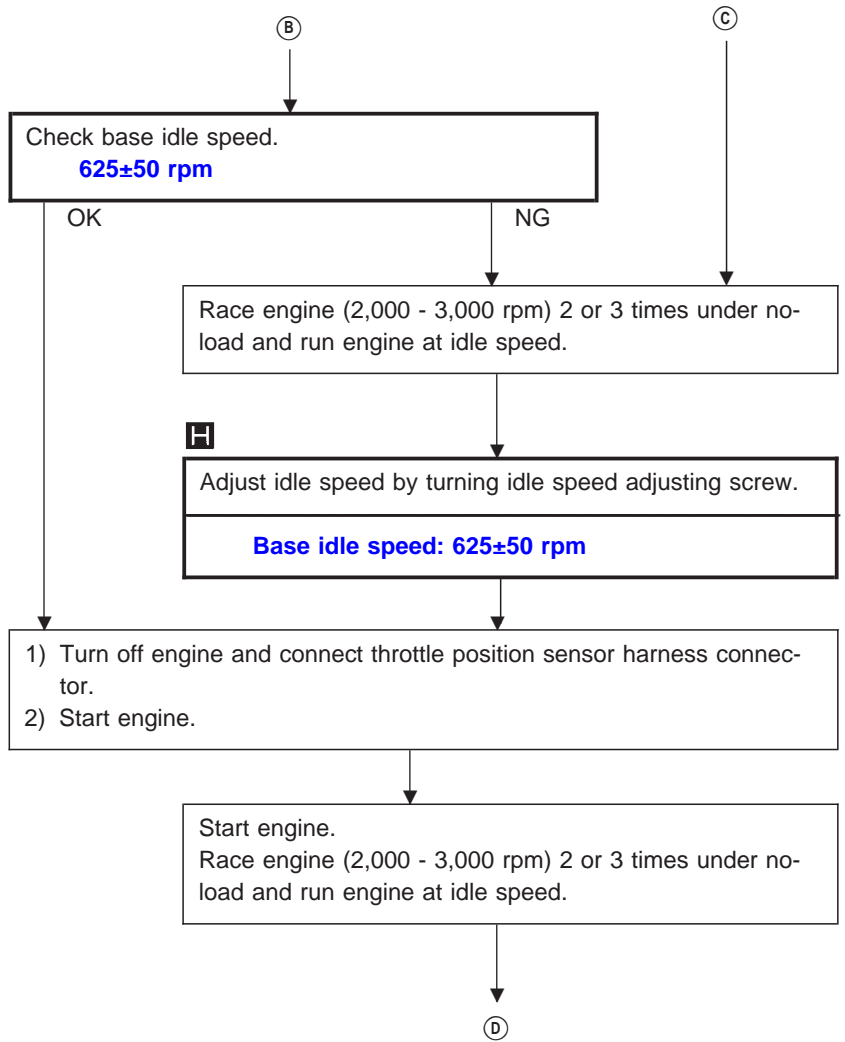 B
C
Check base idle speed.
625±50 rpm
OK
NG
Race engine (2,000 - 3,000 rpm) 2 or 3 times under no-
load and run engine at idle speed.
H
Adjust idle speed by turning idle speed adjusting screw.
Base idle speed: 625±50 rpm
1) Turn off engine and connect throttle position sensor harness connec-
tor.
2) Start engine.
Start engine.
Race engine (2,000 - 3,000 rpm) 2 or 3 times under no-
load and run engine at idle speed.
D